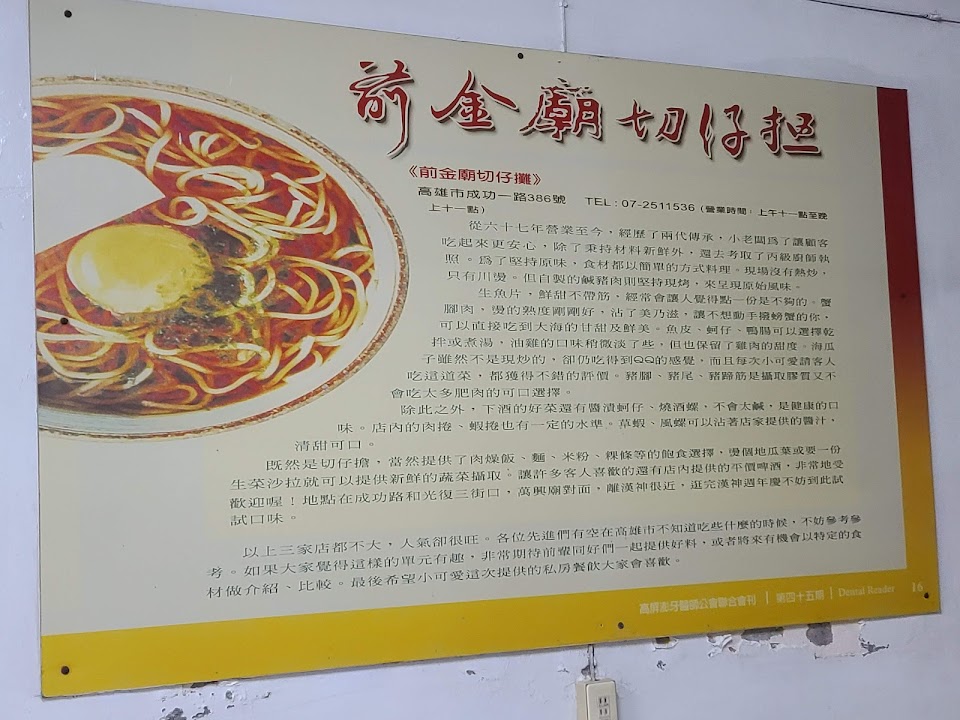 前金廟切仔担
《前金廟切仔攤》
高雄市成功一路386號　TEL:07-2511536(營業時間:上午十一點至晚
上十一點)
從六十七年營業至今，經歷了兩代傳承，小老闆爲了讓顧客
吃起來更安心，除了秉持材料新鮮外，還去考取了丙級廚師執
照。爲了堅持原味，食材都以簡單的方式料理。現場沒有熱炒，
只有川燙。但自製的鹹豬肉則堅持現烤，來呈現原始風味。
生魚片，鮮甜不帶筋，經常會讓人覺得點一份是不夠的。蟹
腳肉，燙的熟度剛剛好，沾了美乃滋，讓不想動手撥螃蟹的你，
可以直接吃到大海的甘甜及鮮美。魚皮、蚵仔、鴨腸可以選擇乾
拌或煮湯，油雞的口味稍微淡了些，但也保留了雞肉的甜度。海瓜
子雖然不是現炒的，卻仍吃得到QQ的感覺，而且每次小可愛請客人
吃這道菜，都獲得不錯的評價。豬腳、豬尾、豬蹄筋是攝取膠質又不
會吃太多肥肉的可口選擇。
除此之外，下酒的好菜還有醬漬蚵仔、燒酒螺，不會太鹹，是健康的口
味。店內的肉捲、蝦捲也有一定的水準。草蝦、風螺可以沾著店家提供的醬汁，
清甜可口。
既然是切仔擔，當然提供了肉燥飯、麵、米粉、粿條等的飽食選擇，燙個地瓜葉或要一份
生菜沙拉就可以提供新鮮的蔬菜攝取。讓許多客人喜歡的還有店內提供的平價啤酒，非常地受
歡迎喔！地點在成功路和光復三街口，萬興廟對面，離漢神很近，逛完漢神週年慶不妨到此試
試口味。
以上三家店都不大，人氣卻很旺。各位先進們有空在高雄市不知道吃些什麼的時候，不妨參考參
考。如果大家覺得這樣的單元有趣，非常期待前輩同好們一起提供好料，或者將來有機會以特定的食
材做介紹、比較。最後希望小可愛這次提供的私房餐飲大家會喜歡。
高屏澎牙醫師公會聯合會刊 | 第四十五期 | Dental Reader 16